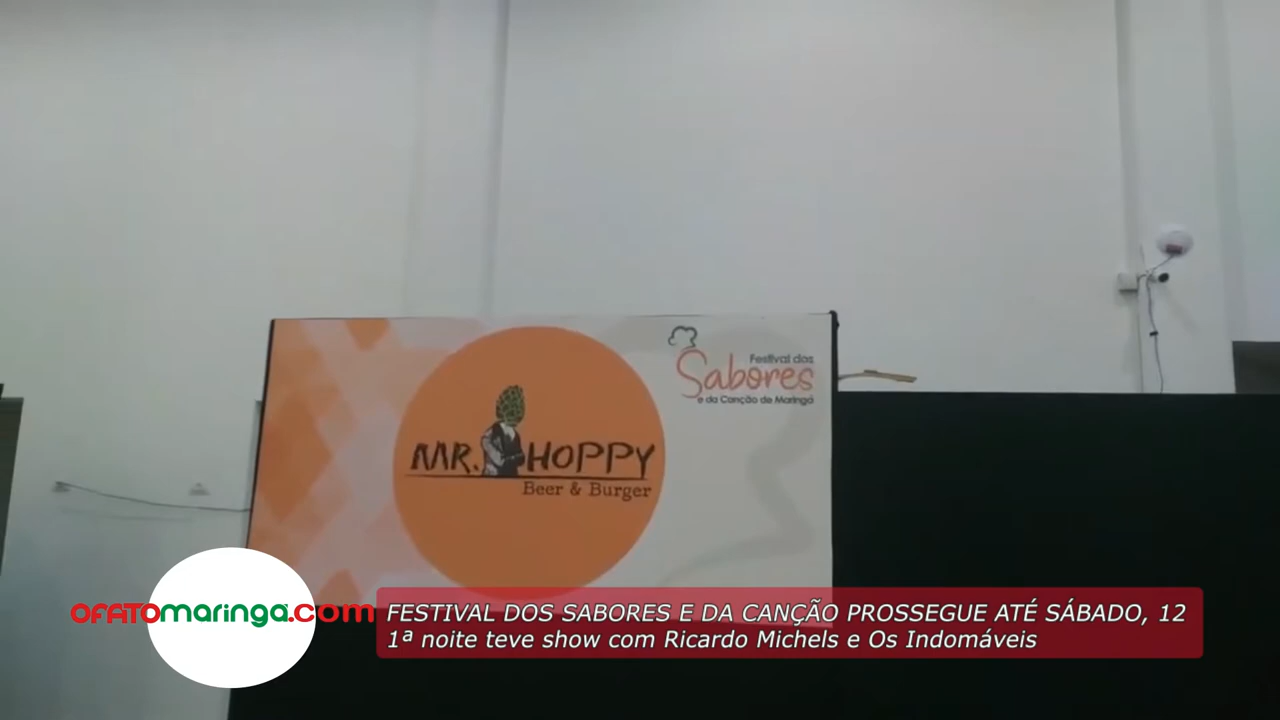 Festival dos
Sabores
e da Canção de Maringá
MR. HOPPY
Beer & Burger
OFATOmaringá.com
FESTIVAL DOS SABORES E DA CANÇÃO PROSSEGUE ATÉ SÁBADO, 12
1ª noite teve show com Ricardo Michels e Os Indomáveis